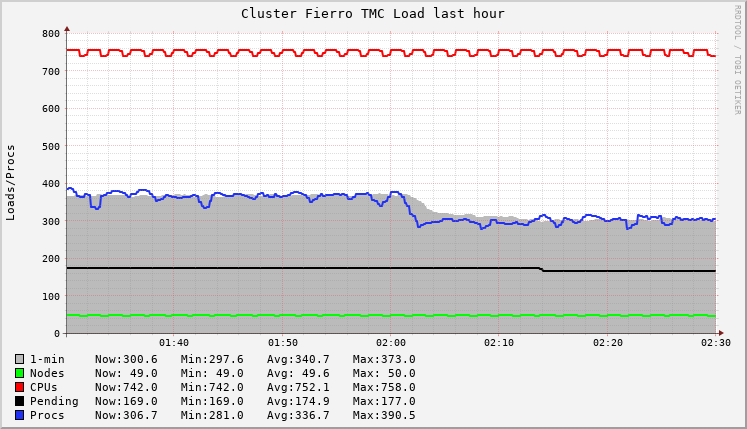 Cluster Fierro TMC Load last hour
RRDTOOL / TOBI OETIKER
Loads/Procs
800
700
600
500
400
300
200
100
0
01:40 01:50 02:00 02:10 02:20 02:30
1-min Now:300.6 Min:297.6 Avg:340.7 Max:373.0
Nodes Now: 49.0 Min: 49.0 Avg: 49.6 Max: 50.0
CPUs Now:742.0 Min:742.0 Avg:752.1 Max:758.0
Pending Now:169.0 Min:169.0 Avg:174.9 Max:177.0
Procs Now:306.7 Min:281.0 Avg:336.7 Max:390.5